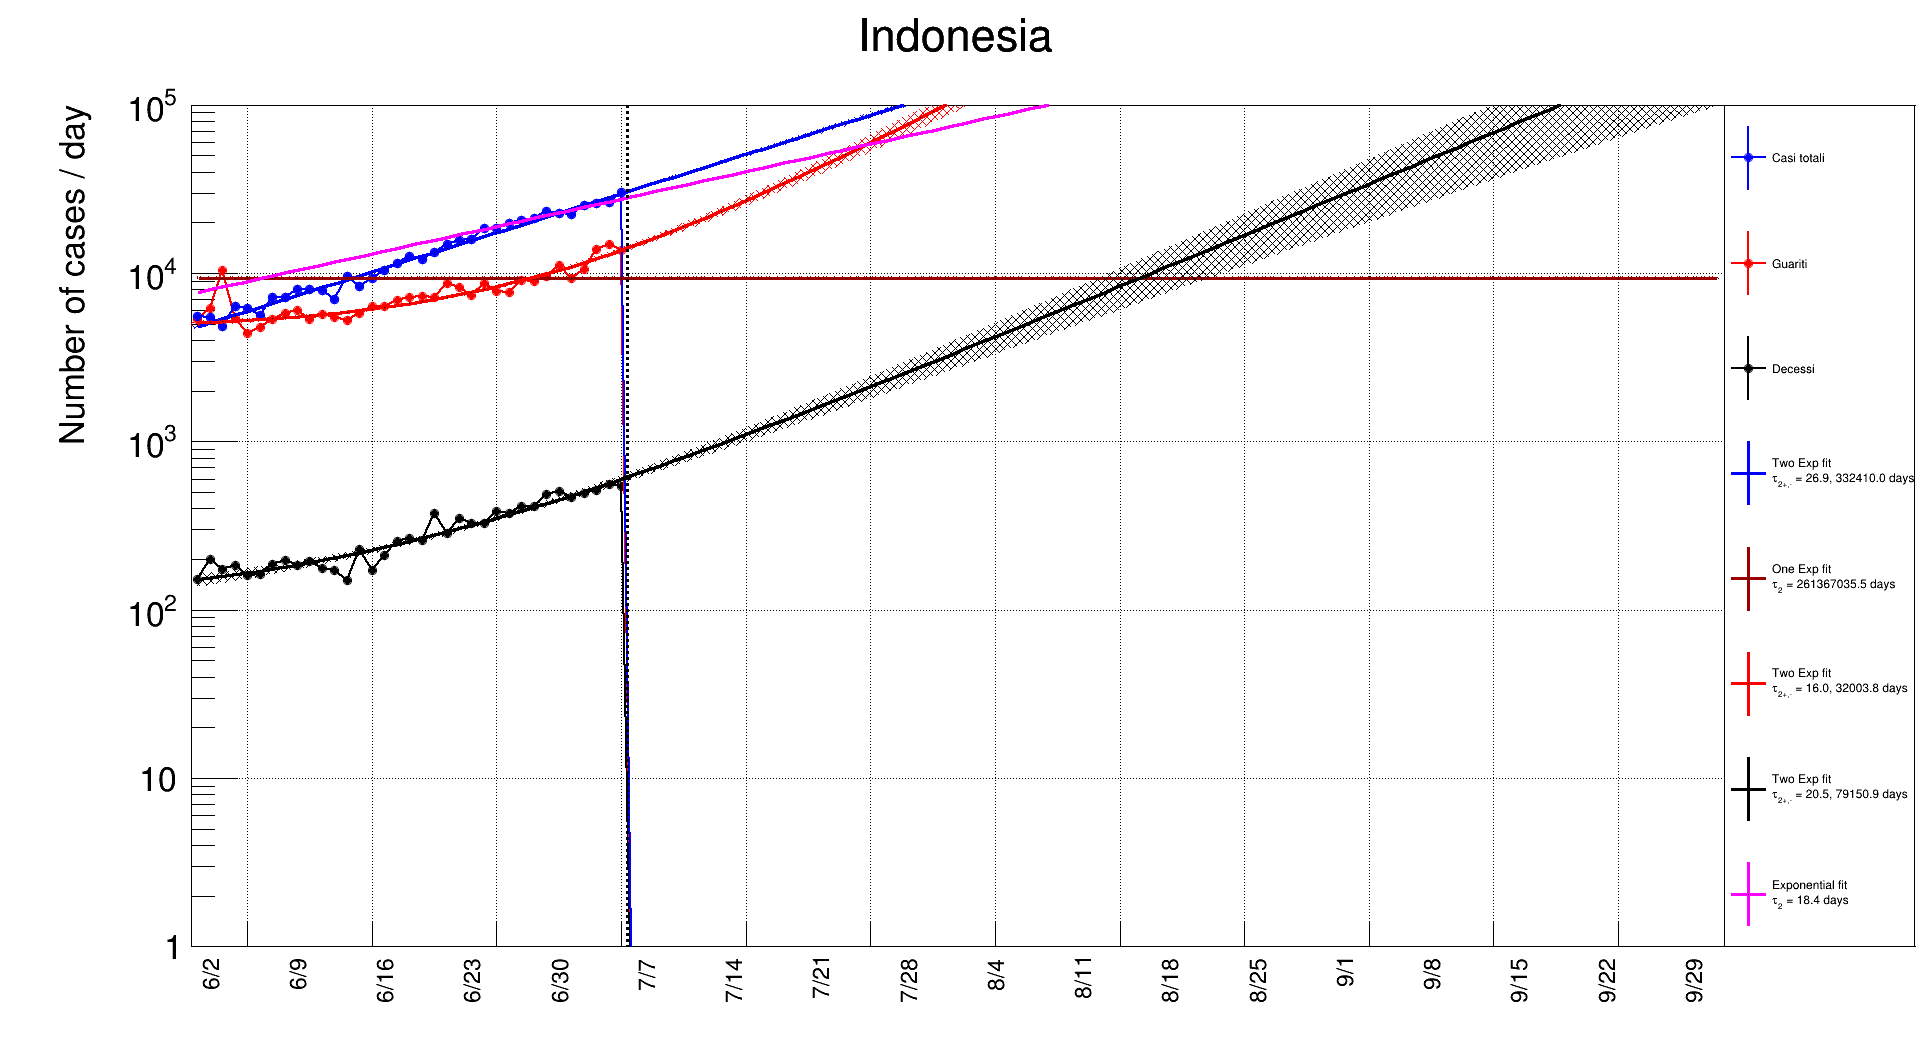 Indonesia
Number of cases / day
10^5
10^4
10^3
10^2
10
1
6/2
6/9
6/16
6/23
6/30
7/7
7/14
7/21
7/28
8/4
8/11
8/18
8/25
9/1
9/8
9/15
9/22
9/29
Casi totali
Guariti
Decessi
Two Exp fit
τ2+,- = 26.9, 332410.0 days
One Exp fit
τ2 = 261367035.5 days
Two Exp fit
τ2+,- = 16.0, 32003.8 days
Two Exp fit
τ2+,- = 20.5, 79150.9 days
Exponential fit
τ2 = 18.4 days